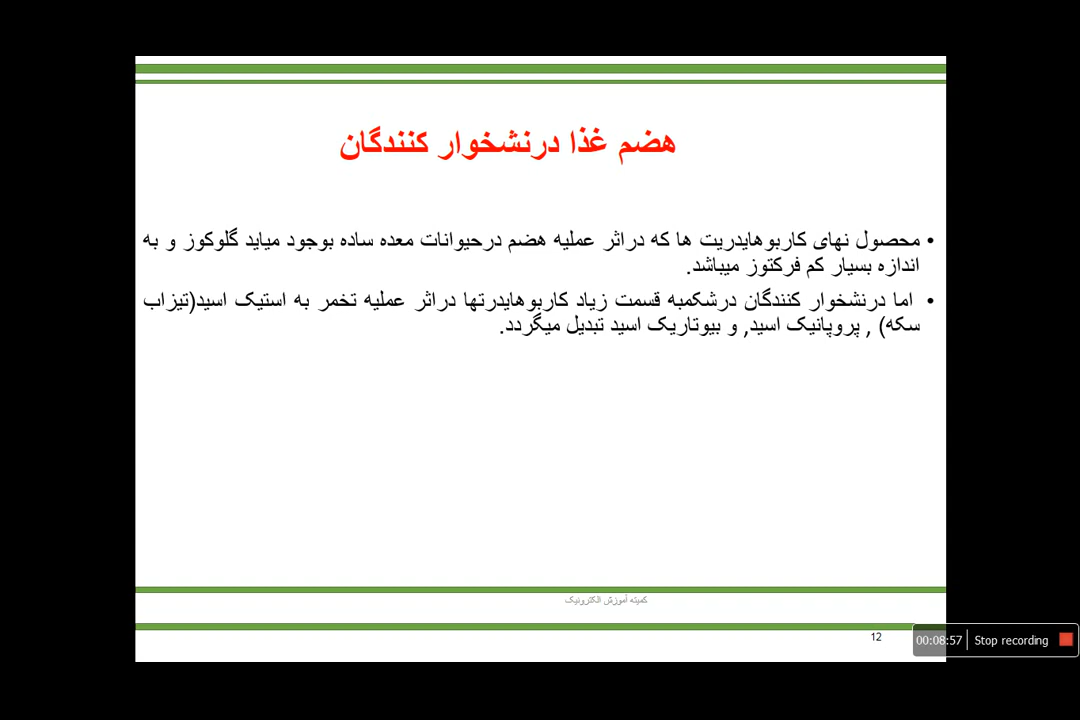 هضم غذا درنشخوار کنندگان
• محصول نهای کاربوهایدریت ها که دراثر عملیه هضم درحیوانات معده ساده بوجود میاید گلوکوز و به
اندازه بسیار کم فرکتوز میباشد.
• اما درنشخوار کنندگان درشکمبه قسمت زیاد کاربوهایدرتها دراثر عملیه تخمر به استیک اسید(تیزاب
سکه) , پروپانیک اسید, و بیوتاریک اسید تبدیل میگردد.
کمیته آموزش الکترونیک
12
00:08:57 Stop recording